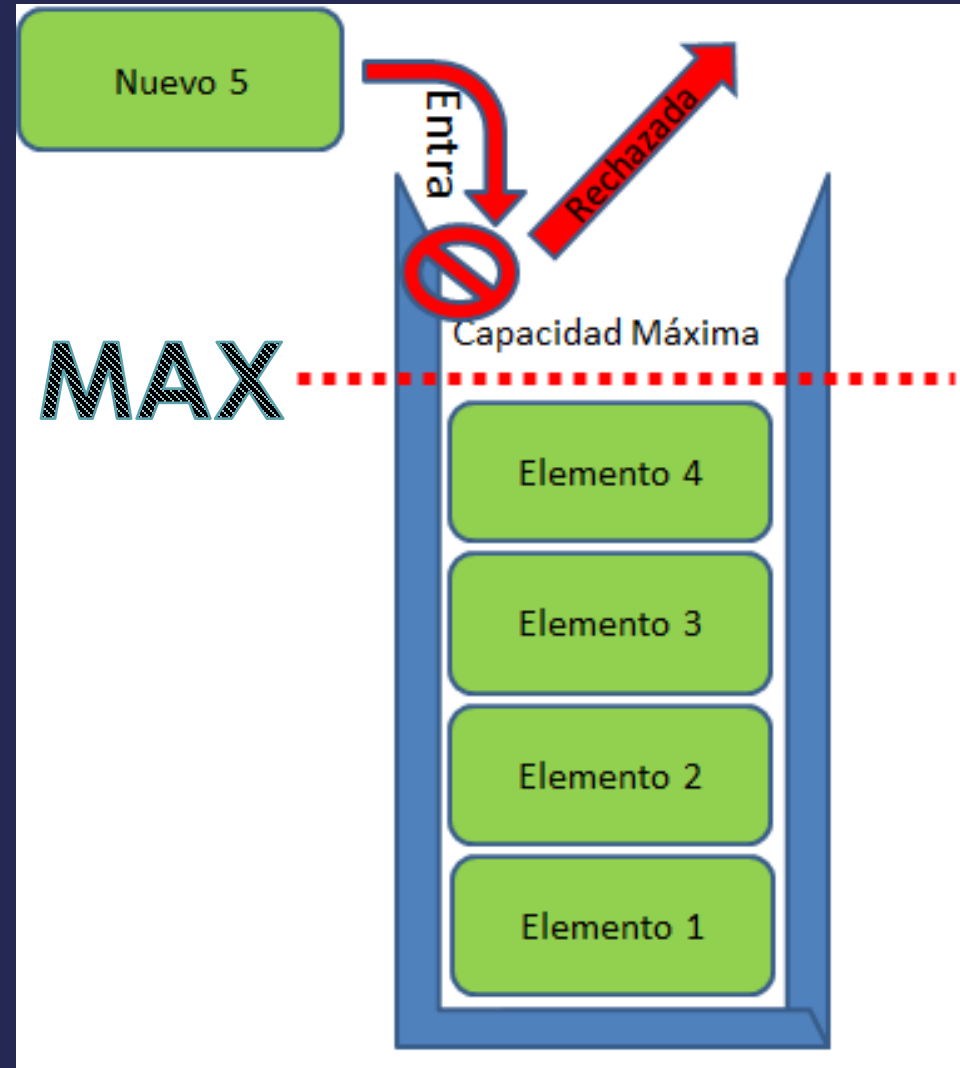 Nuevo 5
Entra
Rechazada
Capacidad Máxima
MAX
Elemento 4
Elemento 3
Elemento 2
Elemento 1